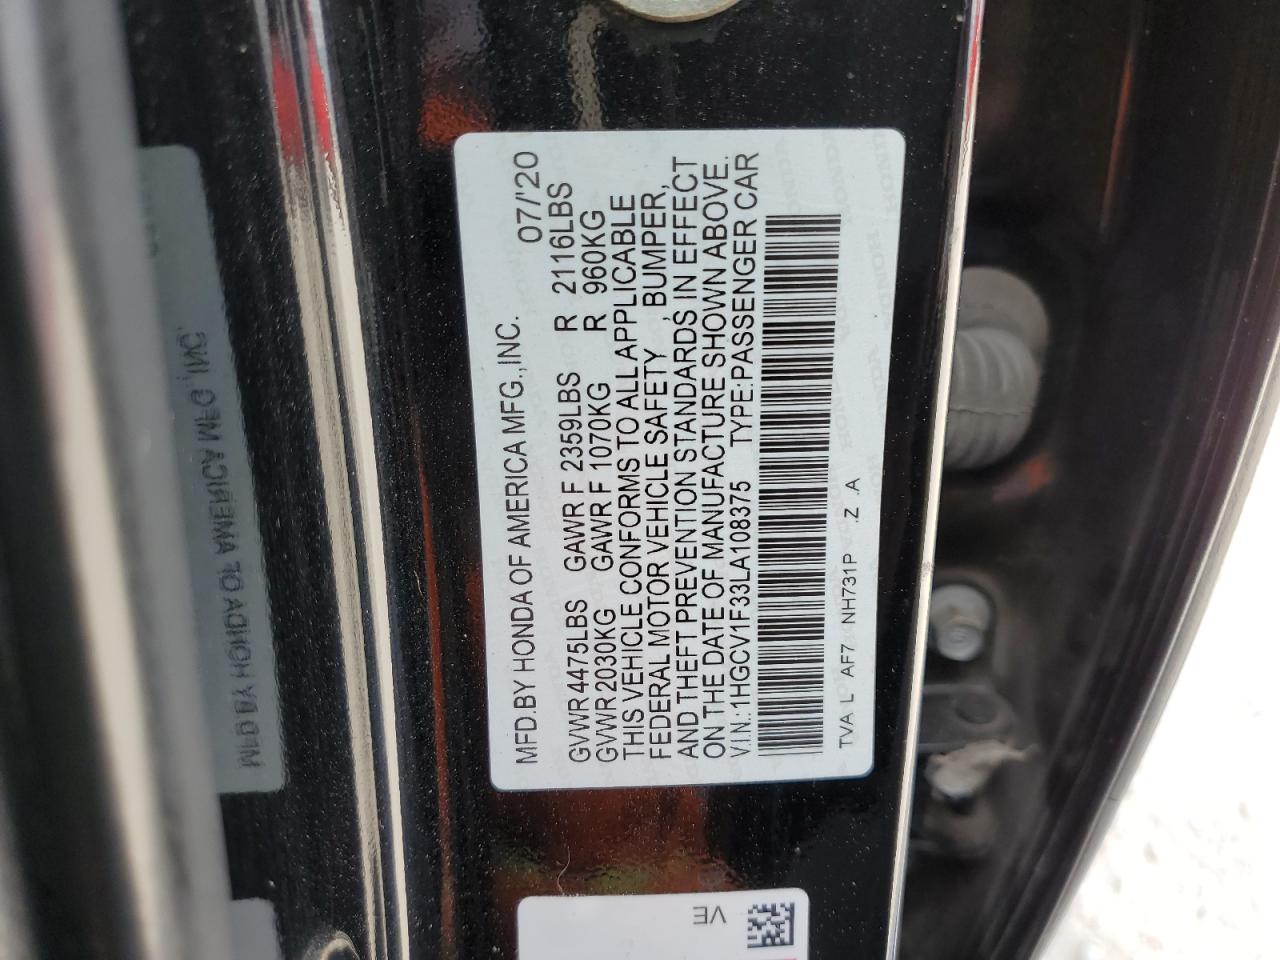 MFD.BY HONDA OF AMERICA MFG.,INC. 07/'20
GVWR 4475LBS GAWR F 2359LBS R 2116LBS
GVWR 2030KG GAWR F 1070KG R 960KG
THIS VEHICLE CONFORMS TO ALL APPLICABLE
FEDERAL MOTOR VEHICLE SAFETY , BUMPER,
AND THEFT PREVENTION STANDARDS IN EFFECT
ON THE DATE OF MANUFACTURE SHOWN ABOVE.
V.I.N.:1HGCV1F33LA108375 TYPE:PASSENGER CAR
TVA L AF7 NH731P .Z .A
VE